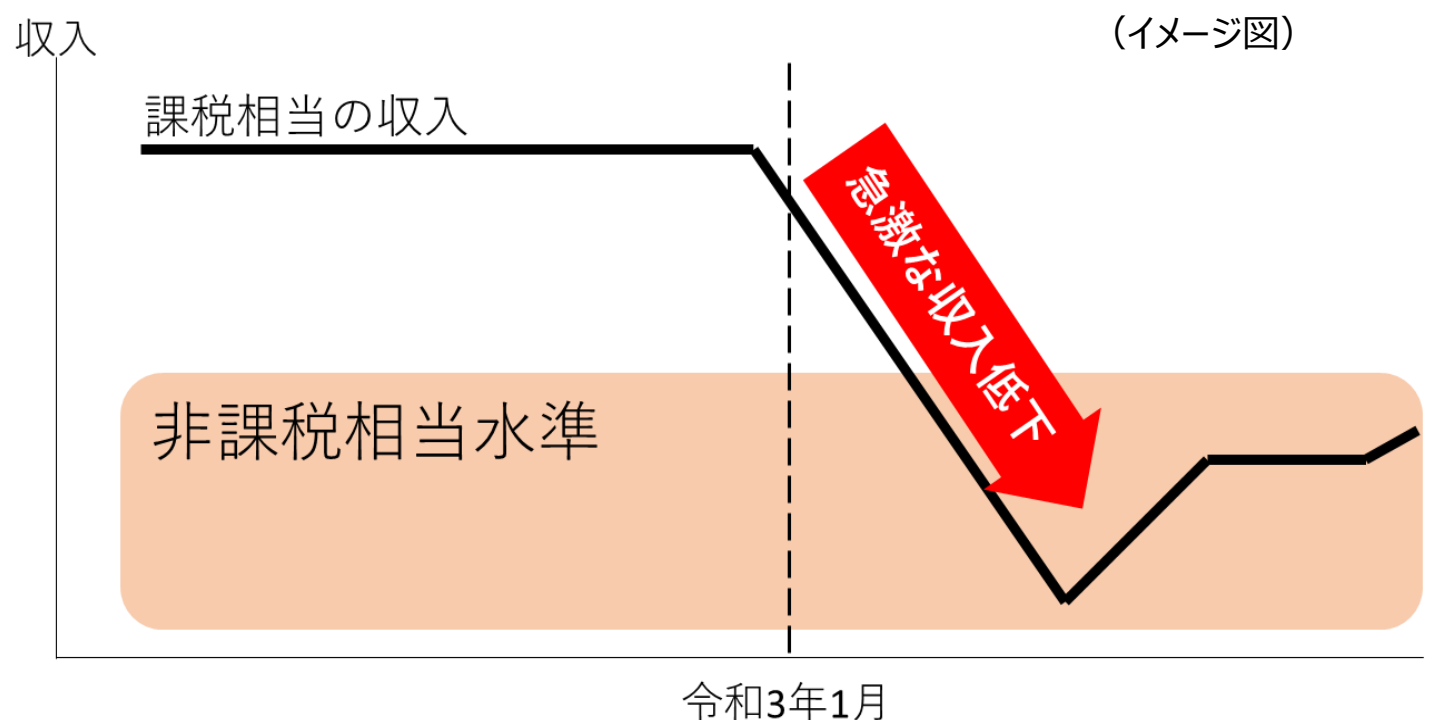 （イメージ図）
収入
課税相当の収入
急激な収入低下
非課税相当水準
令和3年1月